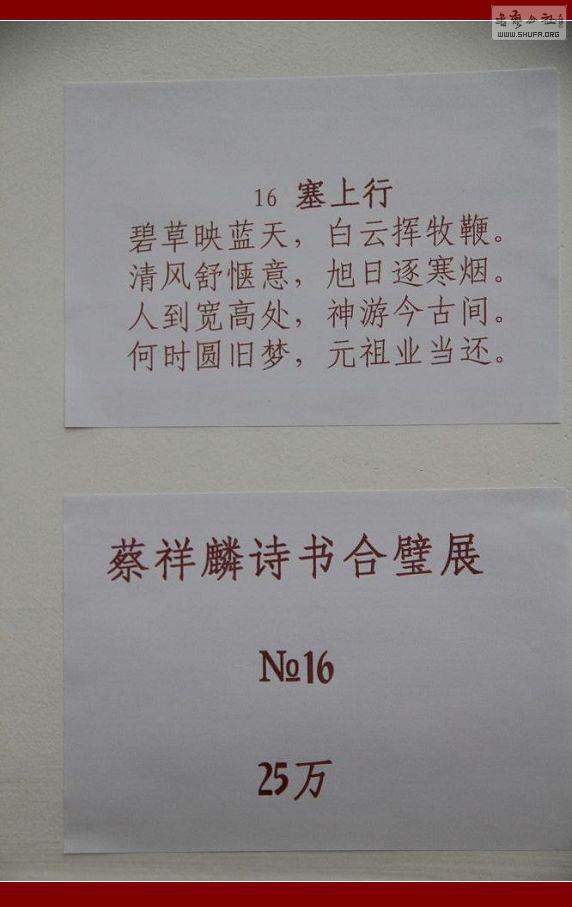 WWW.SHUFA.ORG
16 塞上行
碧草映蓝天，白云挥牧鞭。
清风舒惬意，旭日逐寒烟。
人到宽高处，神游今古间。
何时圆旧梦，元祖业当还。
蔡祥麟诗书合璧展
№16
25万